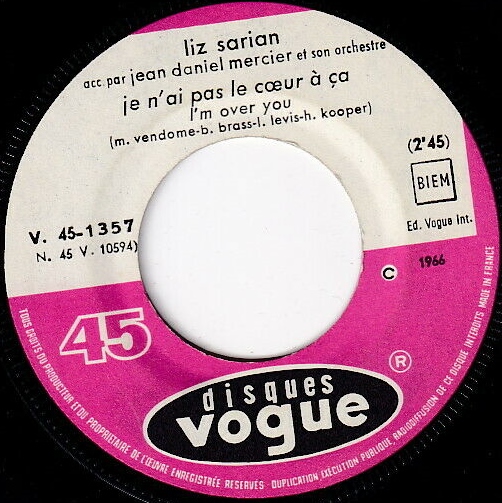 liz sarian
acc. par jean daniel mercier et son orchestre
je n'ai pas le cœur à ça
I'm over you
(m. vendome-b. brass-l. levis-h. kooper)
(2'45)
BIEM
Ed. Vogue Int.
V. 45-1357
N. 45 V. 10594)
© 1966
45
®
disques
vogue
TOUS DROITS DU PRODUCTEUR ET DU PROPRIETAIRE DE L'ŒUVRE ENREGISTRÉE RESERVÉS - DUPLICATION EXÉCUTION PUBLIQUE, RADIODIFFUSION DE CE DISQUE INTERDITS MADE IN FRANCE